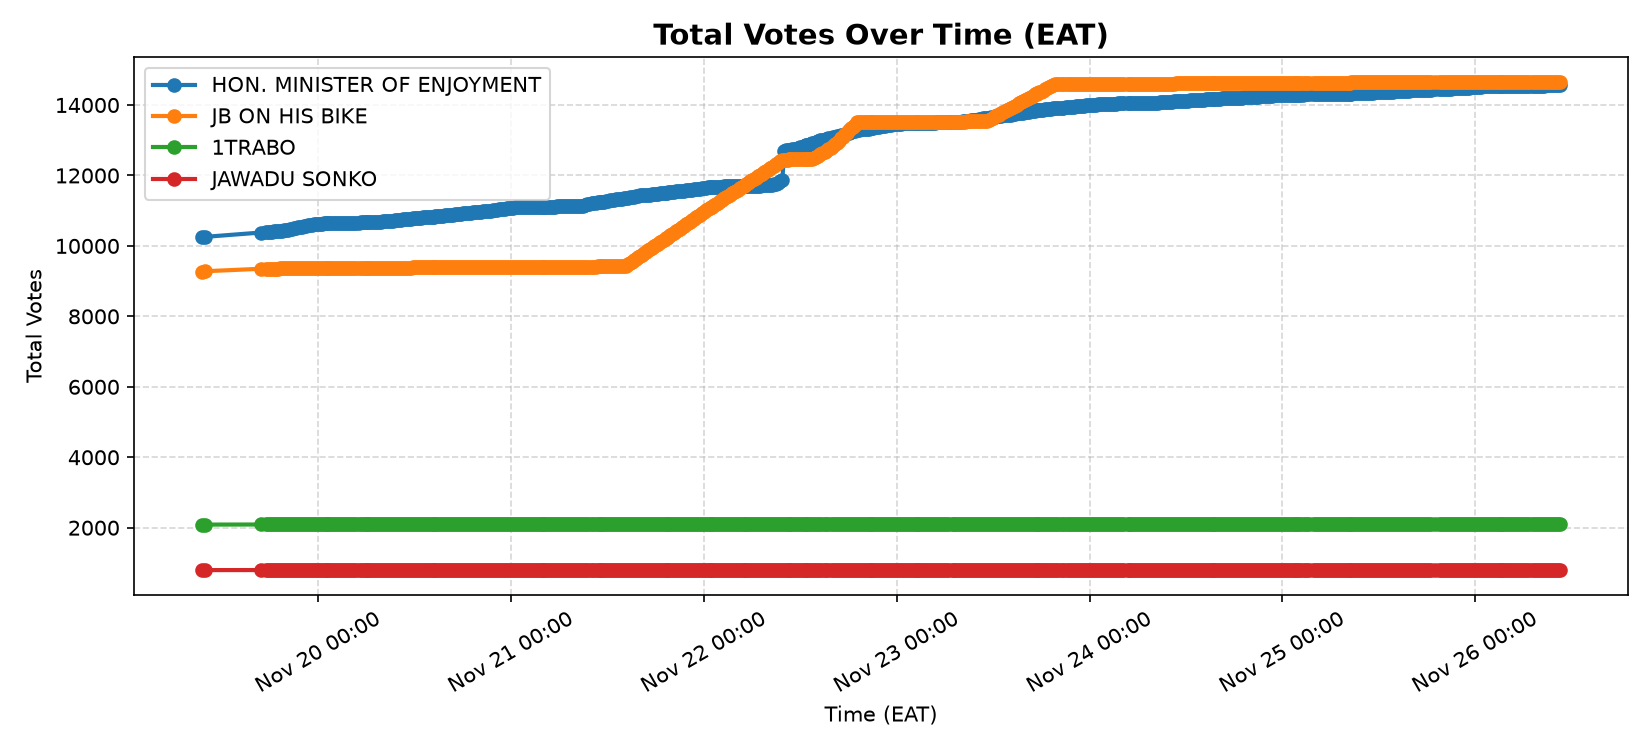 Total Votes Over Time (EAT)
HON. MINISTER OF ENJOYMENT
JB ON HIS BIKE
1TRABO
JAWADU SONKO
Total Votes
14000
12000
10000
8000
6000
4000
2000
Nov 20 00:00
Nov 21 00:00
Nov 22 00:00
Nov 23 00:00
Nov 24 00:00
Nov 25 00:00
Nov 26 00:00
Time (EAT)